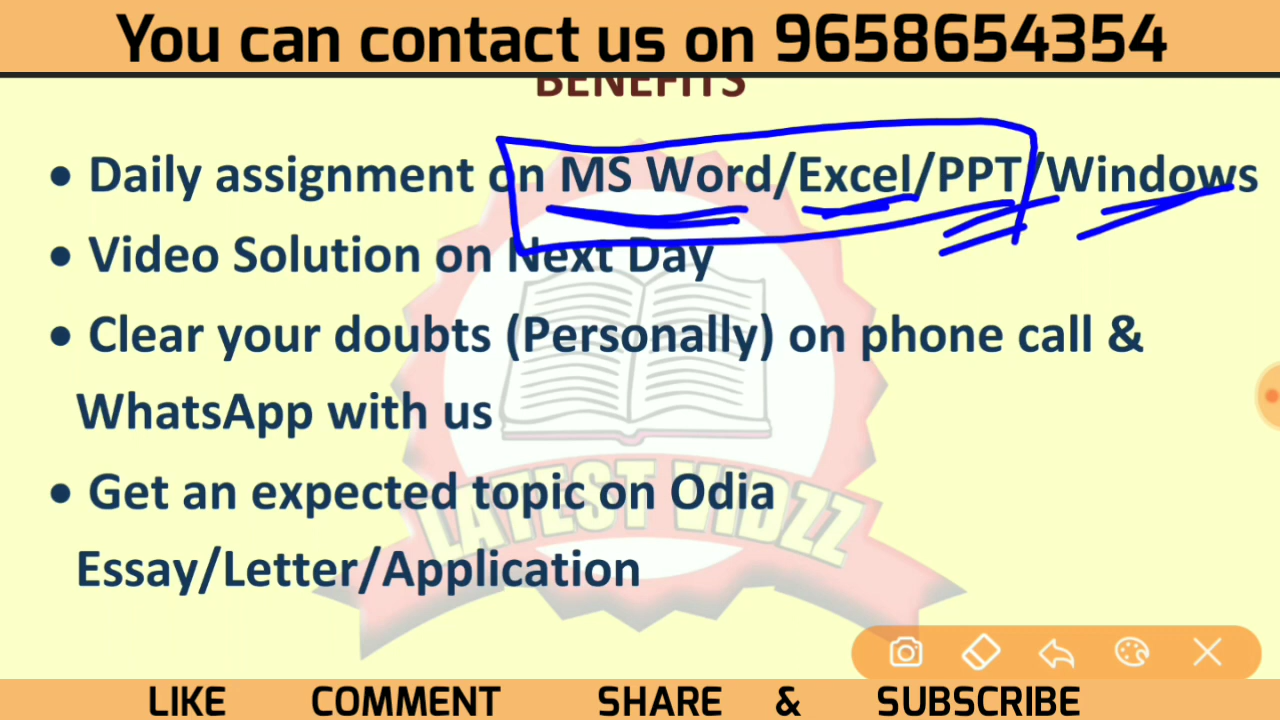 You can contact us on 9658654354
BENEFITS
• Daily assignment on MS Word/Excel/PPT/Windows
• Video Solution on Next Day
• Clear your doubts (Personally) on phone call &
WhatsApp with us
• Get an expected topic on Odia
Essay/Letter/Application
LATEST VIDZZ
LIKE COMMENT SHARE & SUBSCRIBE